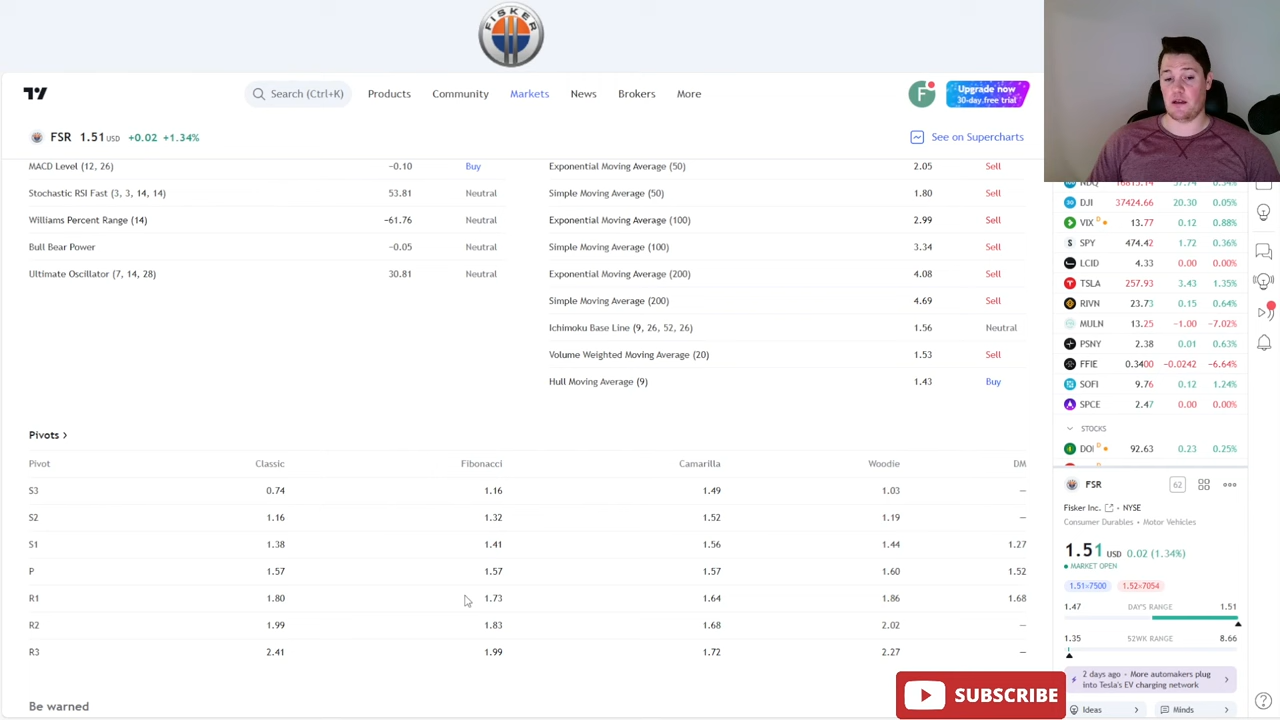 FISKER
Search (Ctrl+K) Products Community Markets News Brokers More F Upgrade now
30-day free trial
FSR 1.51 USD +0.02 +1.34% See on Supercharts
MACD Level (12, 26) −0.10 Buy Exponential Moving Average (50) 2.05 Sell
Stochastic RSI Fast (3, 3, 14, 14) 53.81 Neutral Simple Moving Average (50) 1.80 Sell
Williams Percent Range (14) −61.76 Neutral Exponential Moving Average (100) 2.99 Sell
Bull Bear Power −0.05 Neutral Simple Moving Average (100) 3.34 Sell
Ultimate Oscillator (7, 14, 28) 30.81 Neutral Exponential Moving Average (200) 4.08 Sell
Simple Moving Average (200) 4.69 Sell
Ichimoku Base Line (9, 26, 52, 26) 1.56 Neutral
Volume Weighted Moving Average (20) 1.53 Sell
Hull Moving Average (9) 1.43 Buy
Pivots >
Pivot Classic Fibonacci Camarilla Woodie DM
S3 0.74 1.16 1.49 1.03 —
S2 1.16 1.32 1.52 1.19 —
S1 1.38 1.41 1.56 1.44 1.27
P 1.57 1.57 1.57 1.60 1.52
R1 1.80 1.73 1.64 1.86 1.68
R2 1.99 1.83 1.68 2.02 —
R3 2.41 1.99 1.72 2.27 —
Be warned
DJI 37424.66 20.30 0.05%
VIX D 13.77 0.12 0.88%
SPY 474.42 1.72 0.36%
LCID 4.33 0.00 0.00%
TSLA 257.93 3.43 1.35%
RIVN 23.73 0.15 0.64%
MULN 13.25 −1.00 −7.02%
PSNY 2.38 0.01 0.63%
FFIE 0.3400 −0.0242 −6.64%
SOFI 9.76 0.12 1.24%
SPCE 2.47 0.00 0.00%
STOCKS
DOI D 92.63 0.23 0.25%
FSR 62
Fisker Inc. • NYSE
Consumer Durables • Motor Vehicles
1.51 USD 0.02 (1.34%)
MARKET OPEN
1.51×7500 1.52×7054
1.47 DAY'S RANGE 1.51
1.35 52WK RANGE 8.66
2 days ago • More automakers plug
into Tesla's EV charging network
Ideas > Minds >
SUBSCRIBE